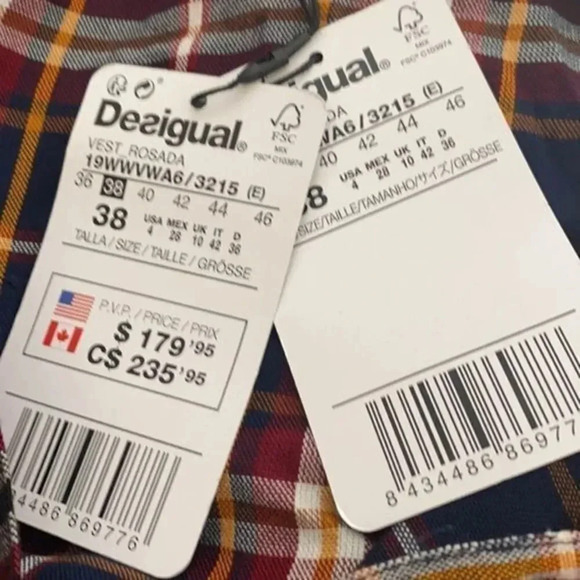 Desigual®
FSC
MIX
FSC® C103974
VEST_ROSADA
19WWVWA6/3215 (E)
36 38 40 42 44 46
38 USA MEX UK IT D
4 28 10 42 36
TALLA/SIZE/TAILLE/GRÖSSE
P.V.P./PRICE/PRIX
$ 179'95
C$ 235'95
4486 869776
FSC
MIX
FSC® C103974
igual®
DA
WA6/3215 (E)
40 42 44 46
8 USA MEX UK IT D
4 28 10 42 36
SIZE/TAILLE/TAMANHO/サイズ/GRÖSSE
8 434486 86977